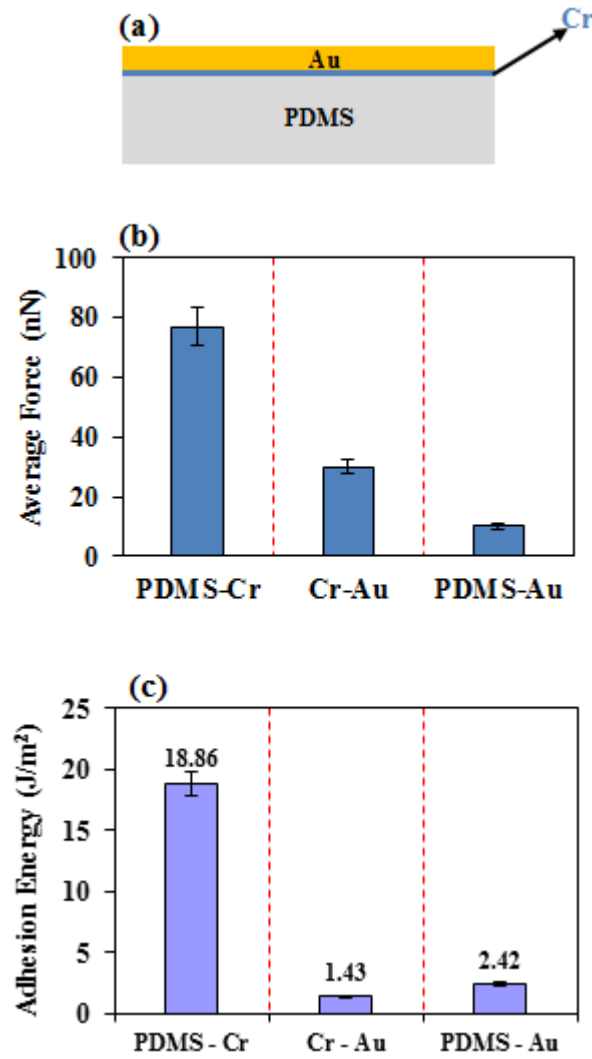 (a)
Cr
Au
PDMS
(b)
Average Force (nN)
100
80
60
40
20
0
PDMS-Cr Cr-Au PDMS-Au
(c)
Adhesion Energy (J/m²)
25
20
15
10
5
0
18.86
1.43
2.42
PDMS - Cr Cr - Au PDMS - Au